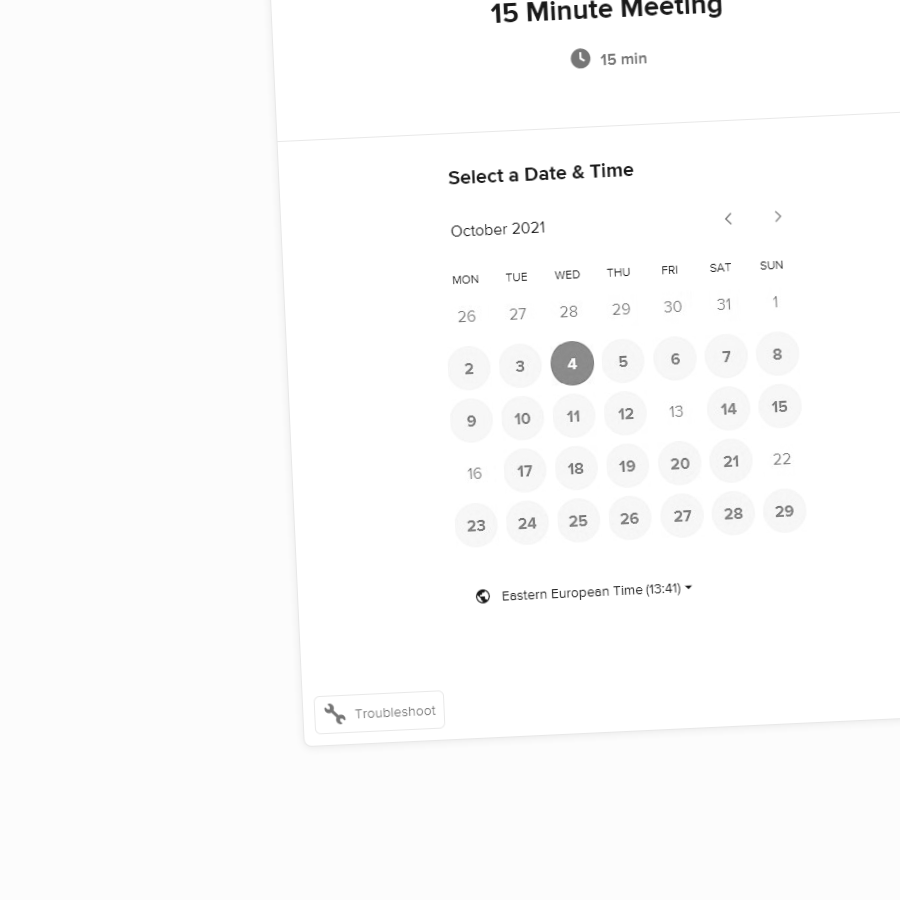 15 Minute Meeting
15 min
Select a Date & Time
October 2021
MON TUE WED THU FRI SAT SUN
26 27 28 29 30 31 1
2 3 4 5 6 7 8
9 10 11 12 13 14 15
16 17 18 19 20 21 22
23 24 25 26 27 28 29
Eastern European Time (13:41)
Troubleshoot